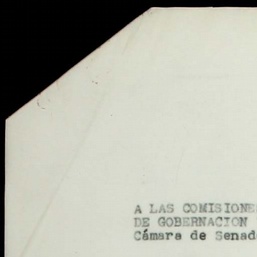 A LAS COMISIONE
DE GOBERNACION
Cámara de Senad